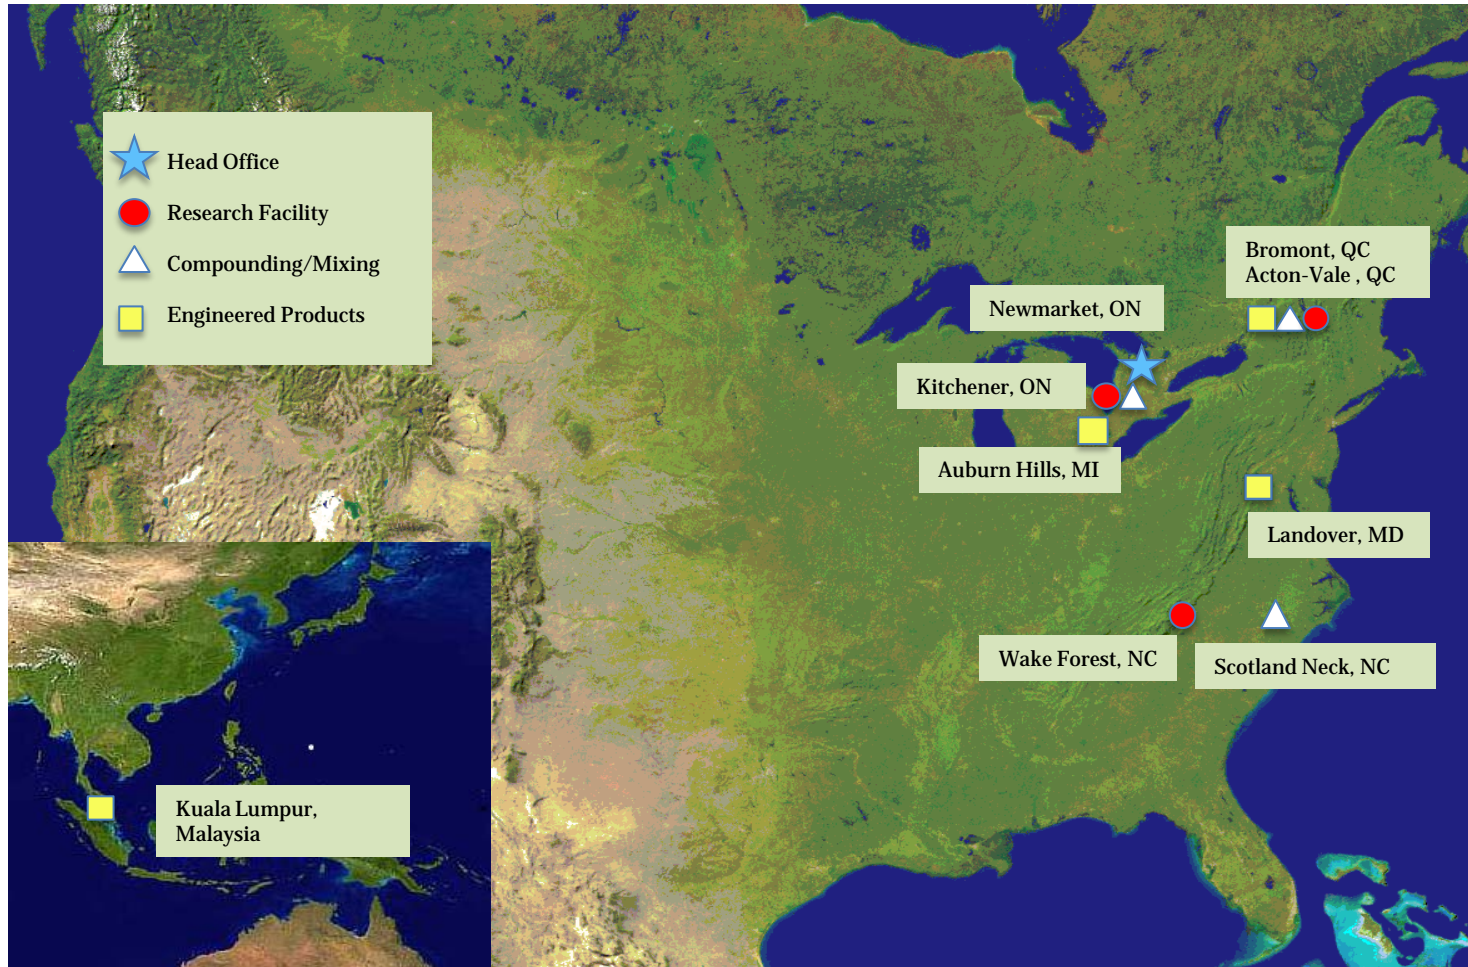 Head Office
Research Facility
Compounding/Mixing
Engineered Products
Bromont, QC
Acton-Vale , QC
Newmarket, ON
Kitchener, ON
Auburn Hills, MI
Landover, MD
Wake Forest, NC
Scotland Neck, NC
Kuala Lumpur,
Malaysia